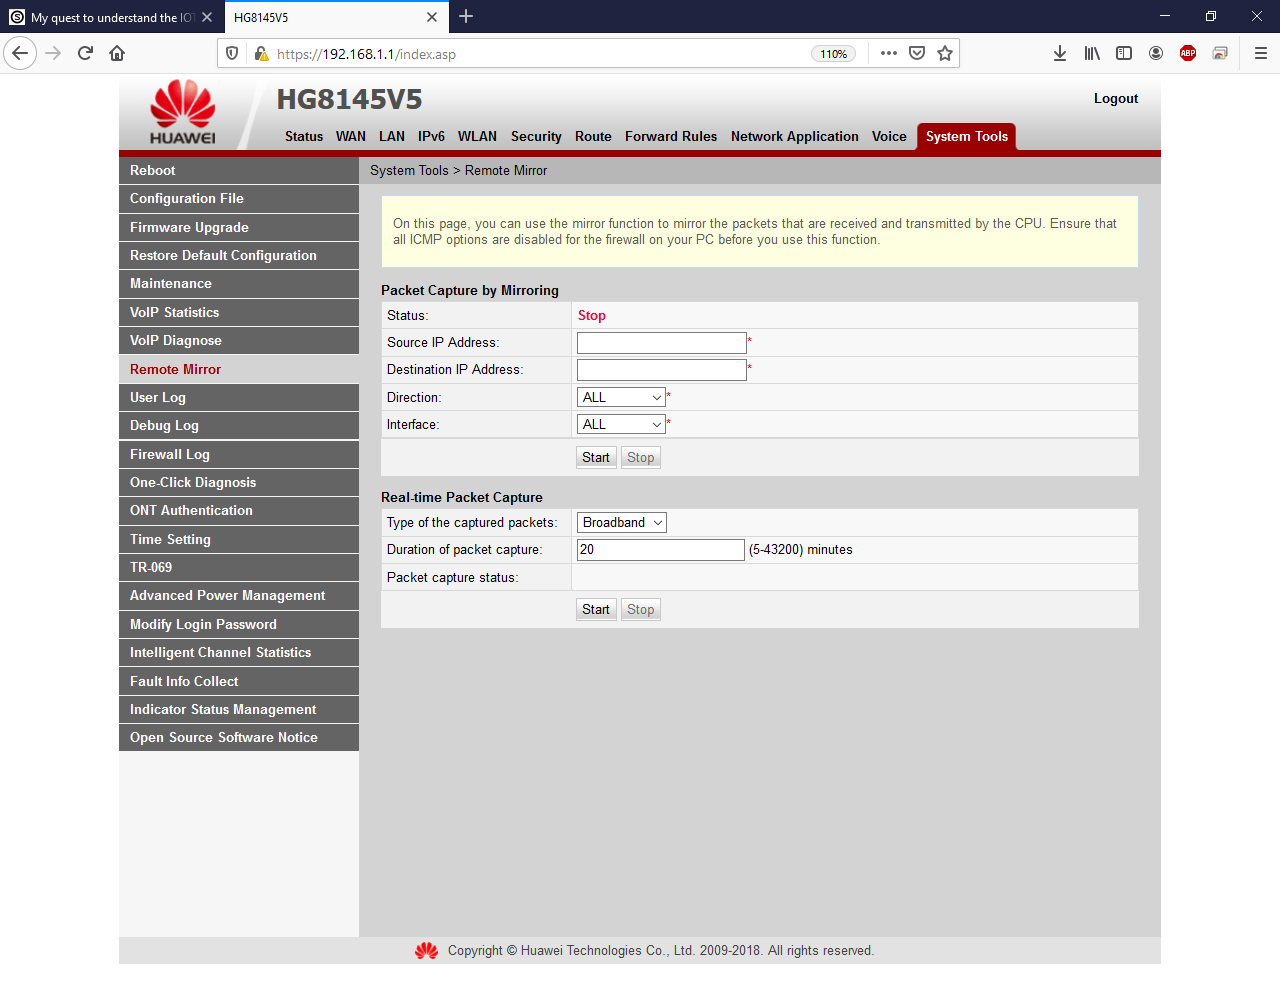 My quest to understand the IOT
HG8145V5
https://192.168.1.1/index.asp
110%
ABP
HUAWEI
HG8145V5
Logout
Status WAN LAN IPv6 WLAN Security Route Forward Rules Network Application Voice System Tools
Reboot
Configuration File
Firmware Upgrade
Restore Default Configuration
Maintenance
VoIP Statistics
VoIP Diagnose
Remote Mirror
User Log
Debug Log
Firewall Log
One-Click Diagnosis
ONT Authentication
Time Setting
TR-069
Advanced Power Management
Modify Login Password
Intelligent Channel Statistics
Fault Info Collect
Indicator Status Management
Open Source Software Notice
System Tools > Remote Mirror
On this page, you can use the mirror function to mirror the packets that are received and transmitted by the CPU. Ensure that
all ICMP options are disabled for the firewall on your PC before you use this function.
Packet Capture by Mirroring
Status: Stop
Source IP Address: *
Destination IP Address: *
Direction: ALL *
Interface: ALL *
Start Stop
Real-time Packet Capture
Type of the captured packets: Broadband
Duration of packet capture: 20 (5-43200) minutes
Packet capture status:
Start Stop
Copyright © Huawei Technologies Co., Ltd. 2009-2018. All rights reserved.